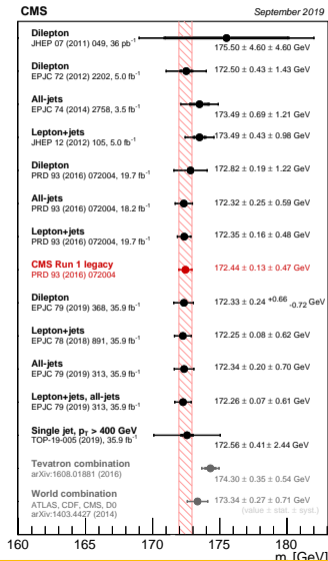 CMS September 2019
Dilepton
JHEP 07 (2011) 049, 36 pb⁻¹
175.50 ± 4.60 ± 4.60 GeV
Dilepton
EPJC 72 (2012) 2202, 5.0 fb⁻¹
172.50 ± 0.43 ± 1.43 GeV
All-jets
EPJC 74 (2014) 2758, 3.5 fb⁻¹
173.49 ± 0.69 ± 1.21 GeV
Lepton+jets
JHEP 12 (2012) 105, 5.0 fb⁻¹
173.49 ± 0.43 ± 0.98 GeV
Dilepton
PRD 93 (2016) 072004, 19.7 fb⁻¹
172.82 ± 0.19 ± 1.22 GeV
All-jets
PRD 93 (2016) 072004, 18.2 fb⁻¹
172.32 ± 0.25 ± 0.59 GeV
Lepton+jets
PRD 93 (2016) 072004, 19.7 fb⁻¹
172.35 ± 0.16 ± 0.48 GeV
CMS Run 1 legacy
PRD 93 (2016) 072004
172.44 ± 0.13 ± 0.47 GeV
Dilepton
EPJC 79 (2019) 368, 35.9 fb⁻¹
172.33 ± 0.24 +0.66 -0.72 GeV
Lepton+jets
EPJC 78 (2018) 891, 35.9 fb⁻¹
172.25 ± 0.08 ± 0.62 GeV
All-jets
EPJC 79 (2019) 313, 35.9 fb⁻¹
172.34 ± 0.20 ± 0.70 GeV
Lepton+jets, all-jets
EPJC 79 (2019) 313, 35.9 fb⁻¹
172.26 ± 0.07 ± 0.61 GeV
Single jet, p_T > 400 GeV
TOP-19-005 (2019), 35.9 fb⁻¹
172.56 ± 0.41 ± 2.44 GeV
Tevatron combination
arXiv:1608.01881 (2016)
174.30 ± 0.35 ± 0.54 GeV
World combination
ATLAS, CDF, CMS, D0
arXiv:1403.4427 (2014)
173.34 ± 0.27 ± 0.71 GeV
(value ± stat. ± syst.)
160 165 170 175 180
m [GeV]